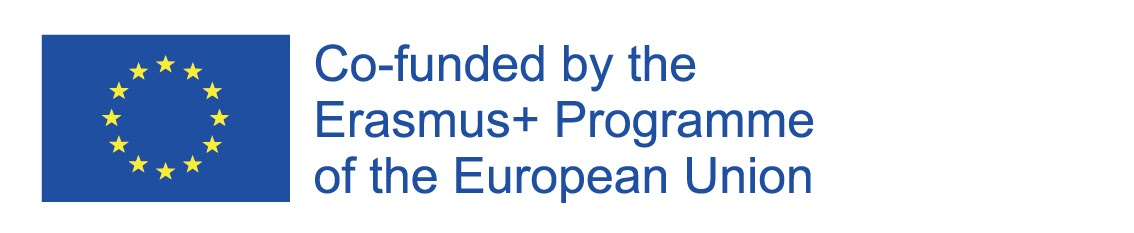 Co-funded by the
Erasmus+ Programme
of the European Union